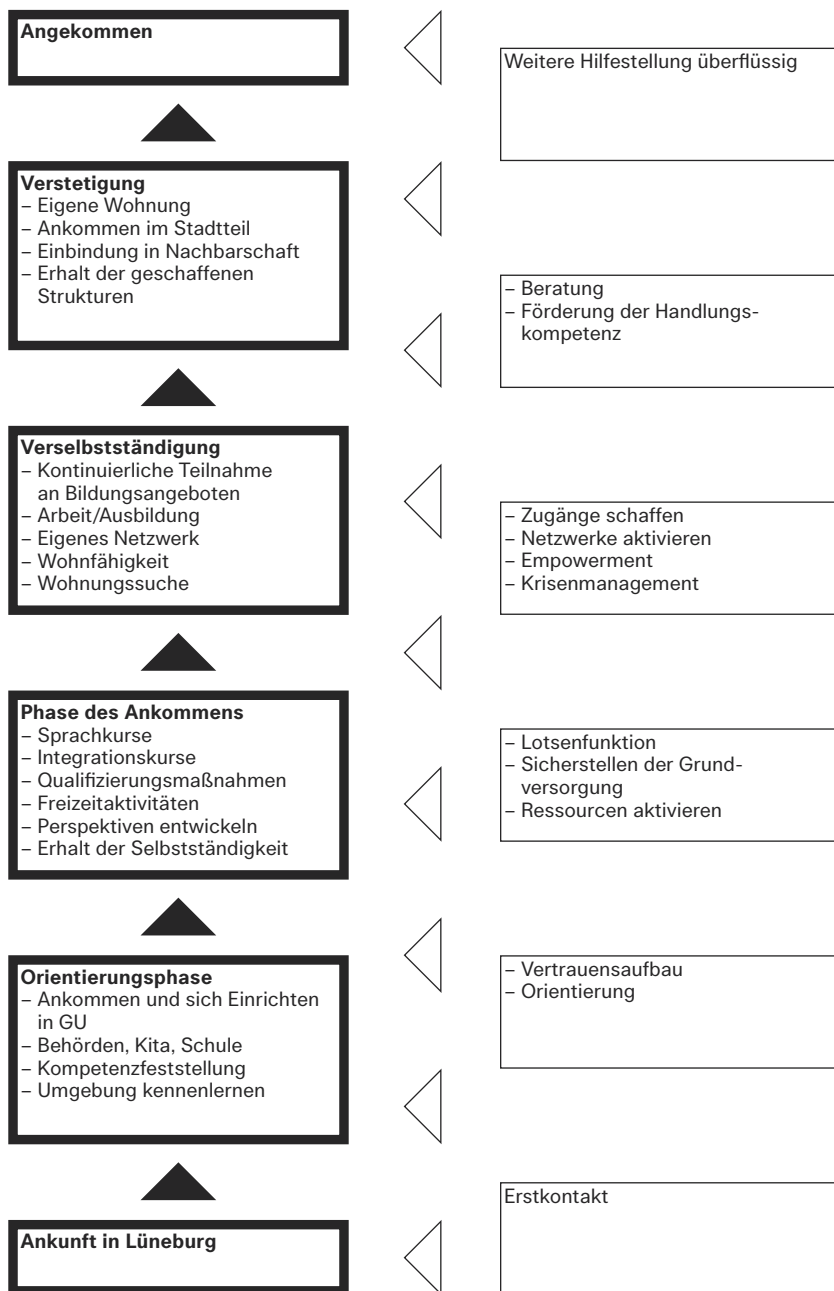 Angekommen
Weitere Hilfestellung überflüssig
Verstetigung
– Eigene Wohnung
– Ankommen im Stadtteil
– Einbindung in Nachbarschaft
– Erhalt der geschaffenen
Strukturen
– Beratung
– Förderung der Handlungs-
kompetenz
Verselbstständigung
– Kontinuierliche Teilnahme
an Bildungsangeboten
– Arbeit/Ausbildung
– Eigenes Netzwerk
– Wohnfähigkeit
– Wohnungssuche
– Zugänge schaffen
– Netzwerke aktivieren
– Empowerment
– Krisenmanagement
Phase des Ankommens
– Sprachkurse
– Integrationskurse
– Qualifizierungsmaßnahmen
– Freizeitaktivitäten
– Perspektiven entwickeln
– Erhalt der Selbstständigkeit
– Lotsenfunktion
– Sicherstellen der Grund-
versorgung
– Ressourcen aktivieren
Orientierungsphase
– Ankommen und sich Einrichten
in GU
– Behörden, Kita, Schule
– Kompetenzfeststellung
– Umgebung kennenlernen
– Vertrauensaufbau
– Orientierung
Ankunft in Lüneburg
Erstkontakt